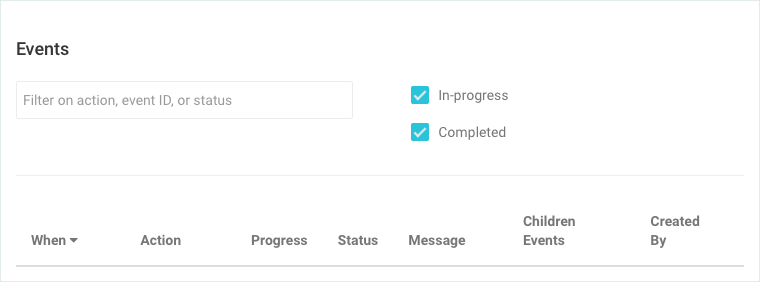 Events
Filter on action, event ID, or status
In-progress
Completed
When Action Progress Status Message Children Events Created By